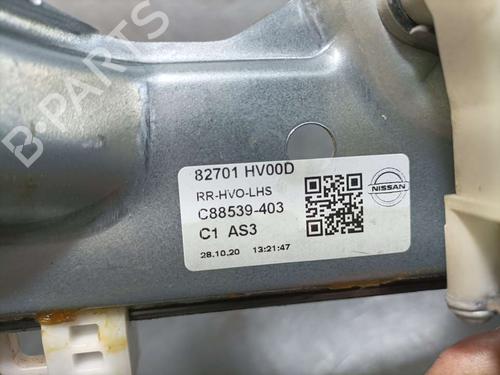 B-PARTS
82701 HV00D
RR-HVO-LHS
C88539-403
C1 AS3
28.10.20 13:21:47
NISSAN